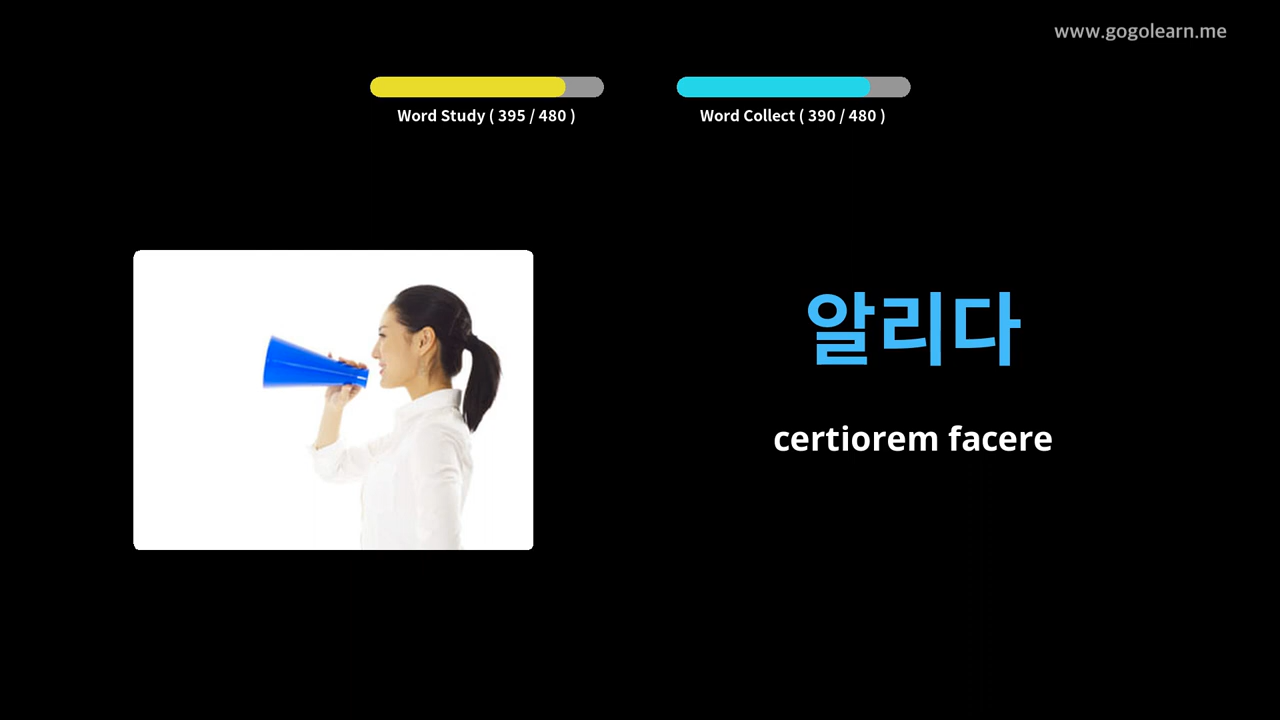 www.gogolearn.me
Word Study ( 395 / 480 )
Word Collect ( 390 / 480 )
알리다
certiorem facere